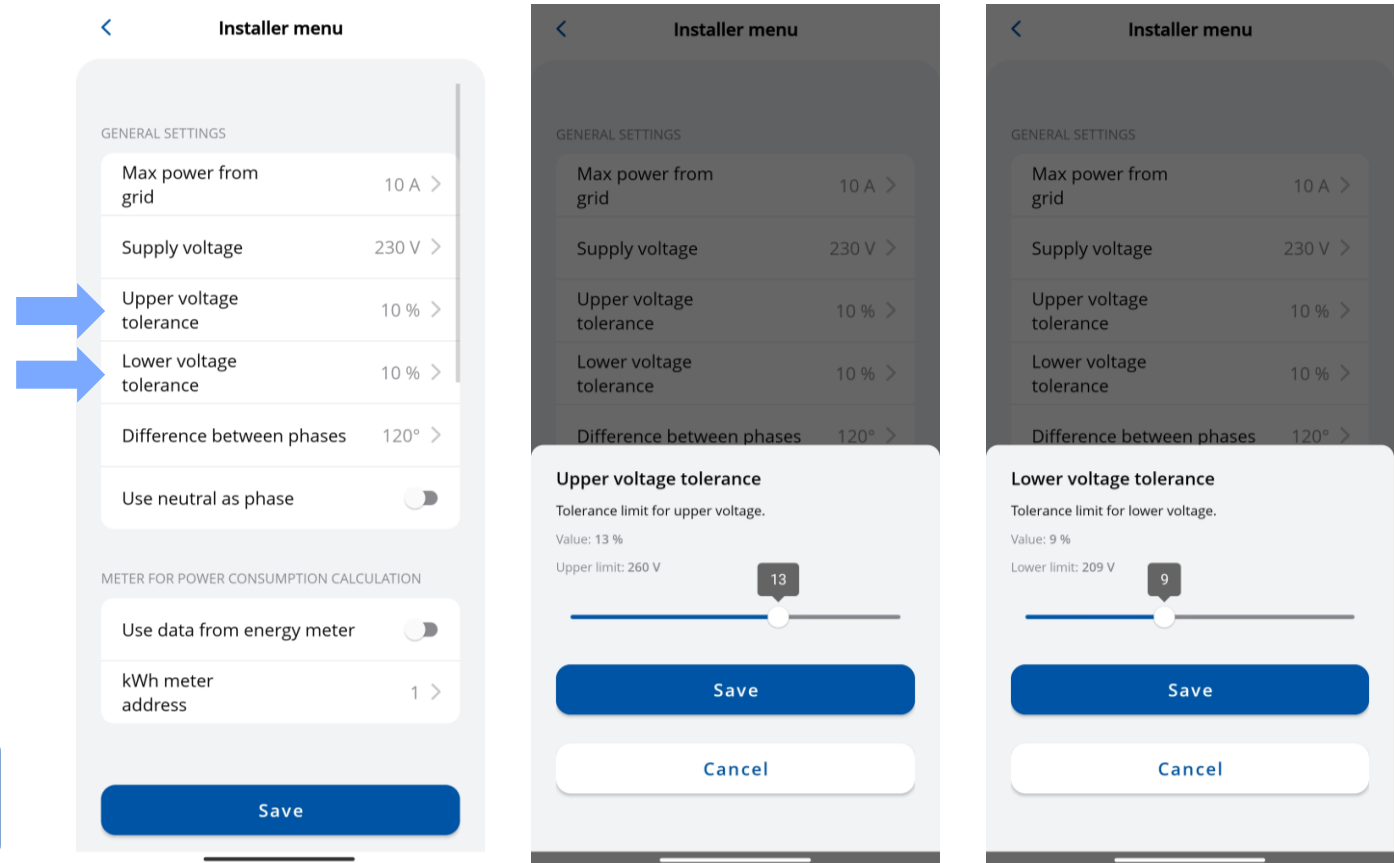 Installer menu
GENERAL SETTINGS
Max power from
grid
10 A
Supply voltage
230 V
Upper voltage
tolerance
10 %
Lower voltage
tolerance
10 %
Difference between phases
120°
Use neutral as phase
METER FOR POWER CONSUMPTION CALCULATION
Use data from energy meter
kWh meter
address
1
Save
Installer menu
GENERAL SETTINGS
Max power from
grid
10 A
Supply voltage
230 V
Upper voltage
tolerance
10 %
Lower voltage
tolerance
10 %
Difference between phases
120°
Upper voltage tolerance
Tolerance limit for upper voltage.
Value: 13 %
Upper limit: 260 V
13
Save
Cancel
Installer menu
GENERAL SETTINGS
Max power from
grid
10 A
Supply voltage
230 V
Upper voltage
tolerance
10 %
Lower voltage
tolerance
10 %
Difference between phases
120°
Lower voltage tolerance
Tolerance limit for lower voltage.
Value: 9 %
Lower limit: 209 V
9
Save
Cancel